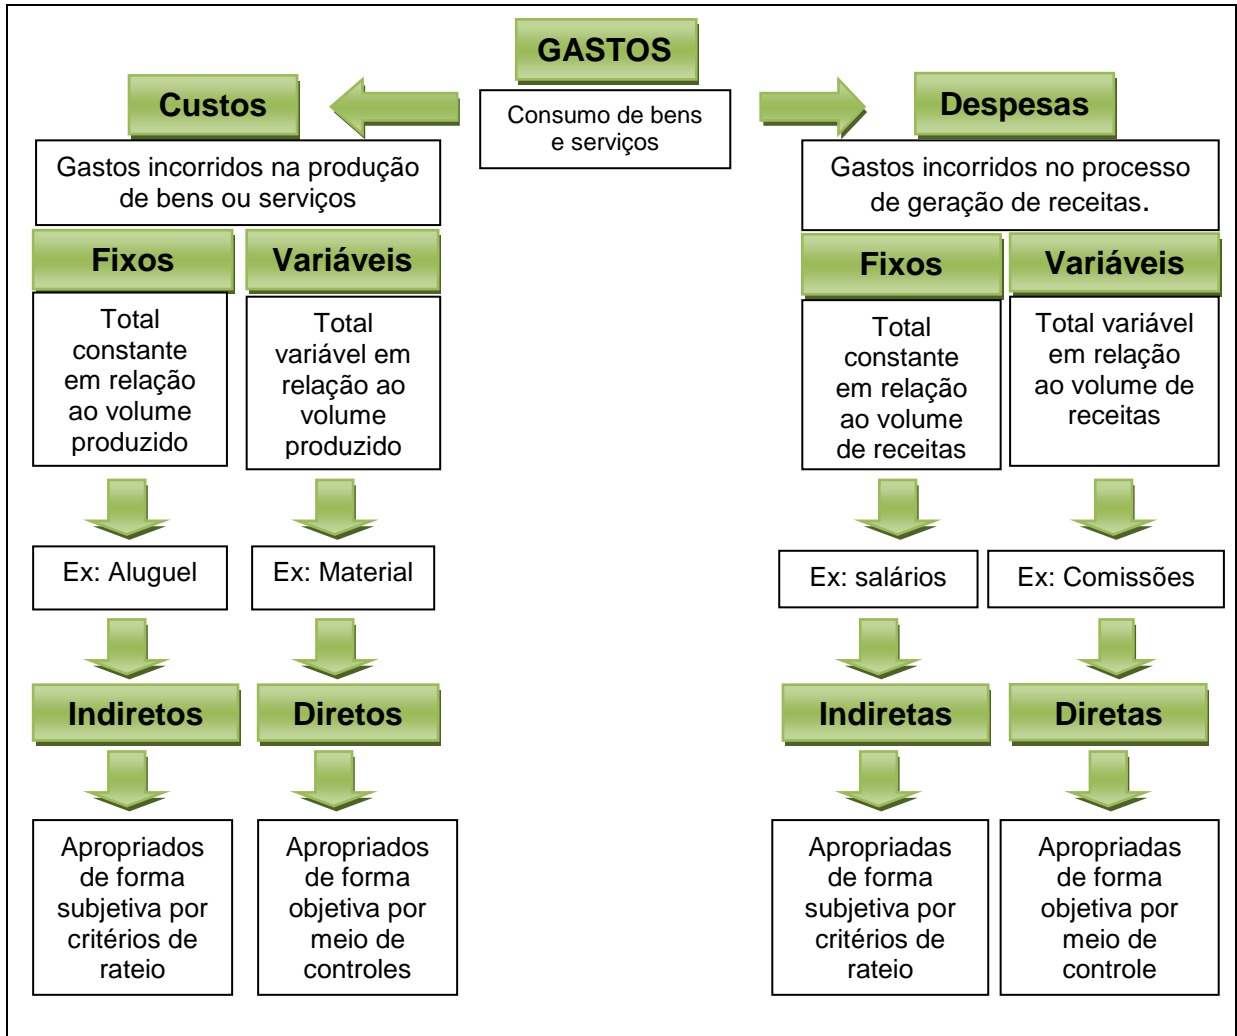 GASTOS
Consumo de bens
e serviços
Custos
Gastos incorridos na produção
de bens ou serviços
Fixos
Total
constante
em relação
ao volume
produzido
Ex: Aluguel
Indiretos
Apropriados
de forma
subjetiva por
critérios de
rateio
Variáveis
Total
variável em
relação ao
volume
produzido
Ex: Material
Diretos
Apropriados
de forma
objetiva por
meio de
controles
Despesas
Gastos incorridos no processo
de geração de receitas.
Fixos
Total
constante
em relação
ao volume
de receitas
Ex: salários
Indiretas
Apropriadas
de forma
subjetiva por
critérios de
rateio
Variáveis
Total variável
em relação
ao volume de
receitas
Ex: Comissões
Diretas
Apropriadas
de forma
objetiva por
meio de
controle